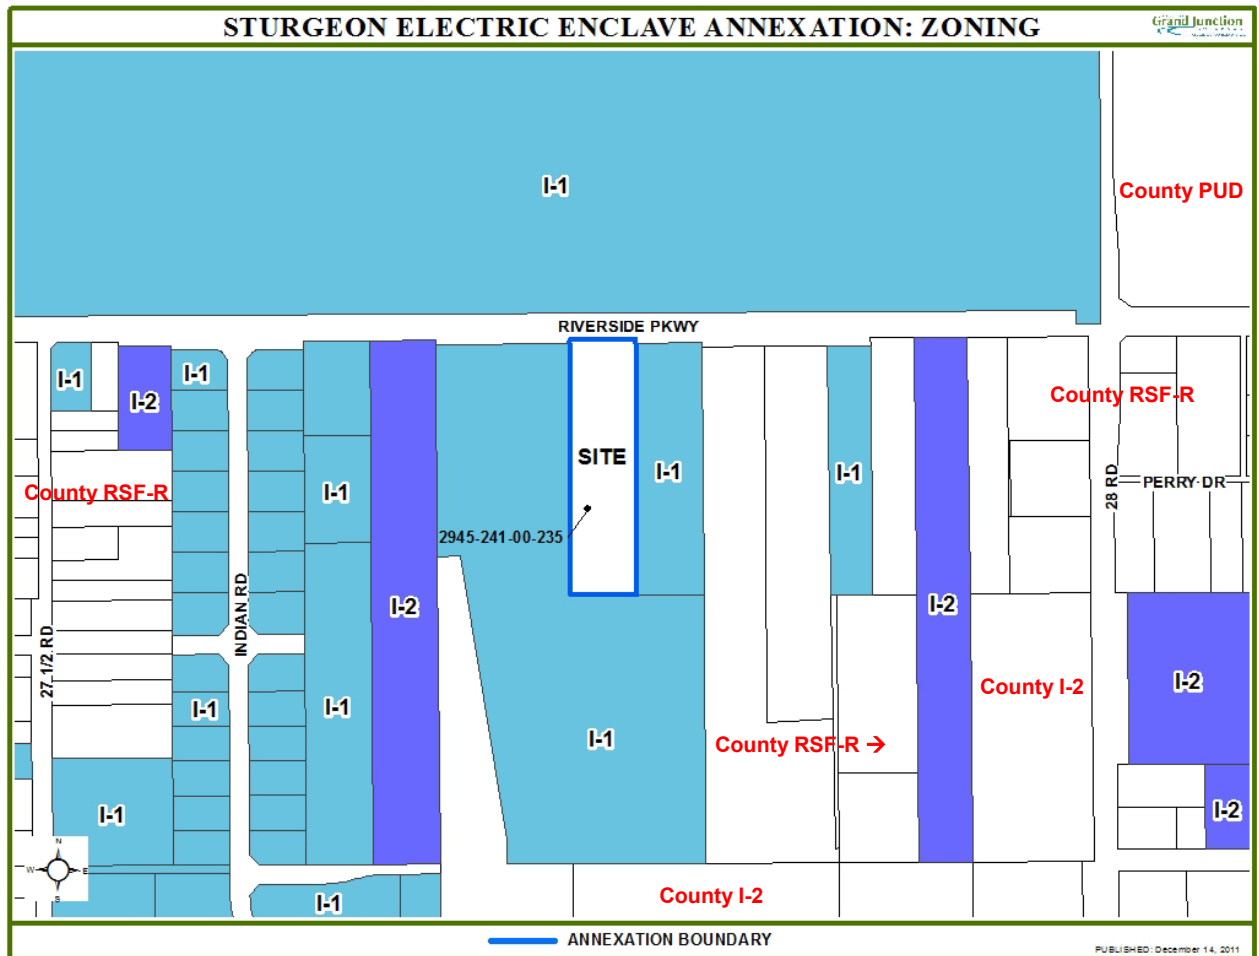 STURGEON ELECTRIC ENCLAVE ANNEXATION: ZONING
Grand Junction
I-1
County PUD
RIVERSIDE PKWY
I-1
I-2
I-1
County RSF-R
SITE
I-1
I-1
County RSF-R
I-1
PERRY DR
28 RD
2945-241-00-235
INDIAN RD
I-2
I-2
27 1/2 RD
County I-2
I-2
I-1
I-1
I-1
County RSF-R →
I-1
I-2
N
W
E
S
County I-2
I-1
ANNEXATION BOUNDARY
PUBLISHED: December 14, 2011